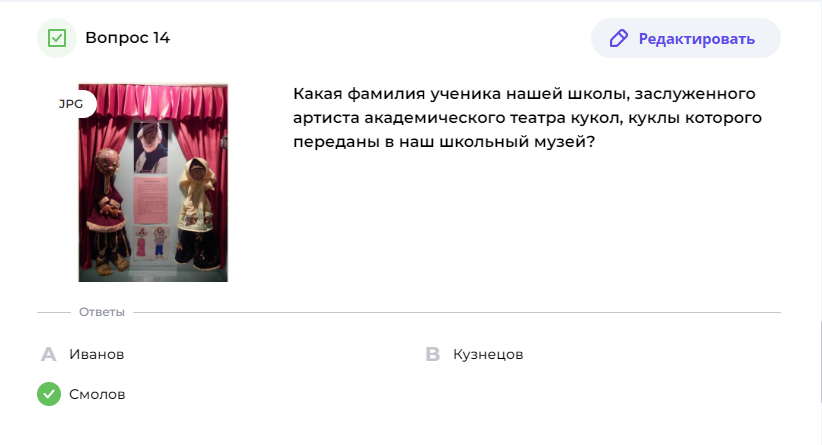 Вопрос 14
Редактировать
JPG
Какая фамилия ученика нашей школы, заслуженного
артиста академического театра кукол, куклы которого
переданы в наш школьный музей?
Ответы
A Иванов
B Кузнецов
Смолов